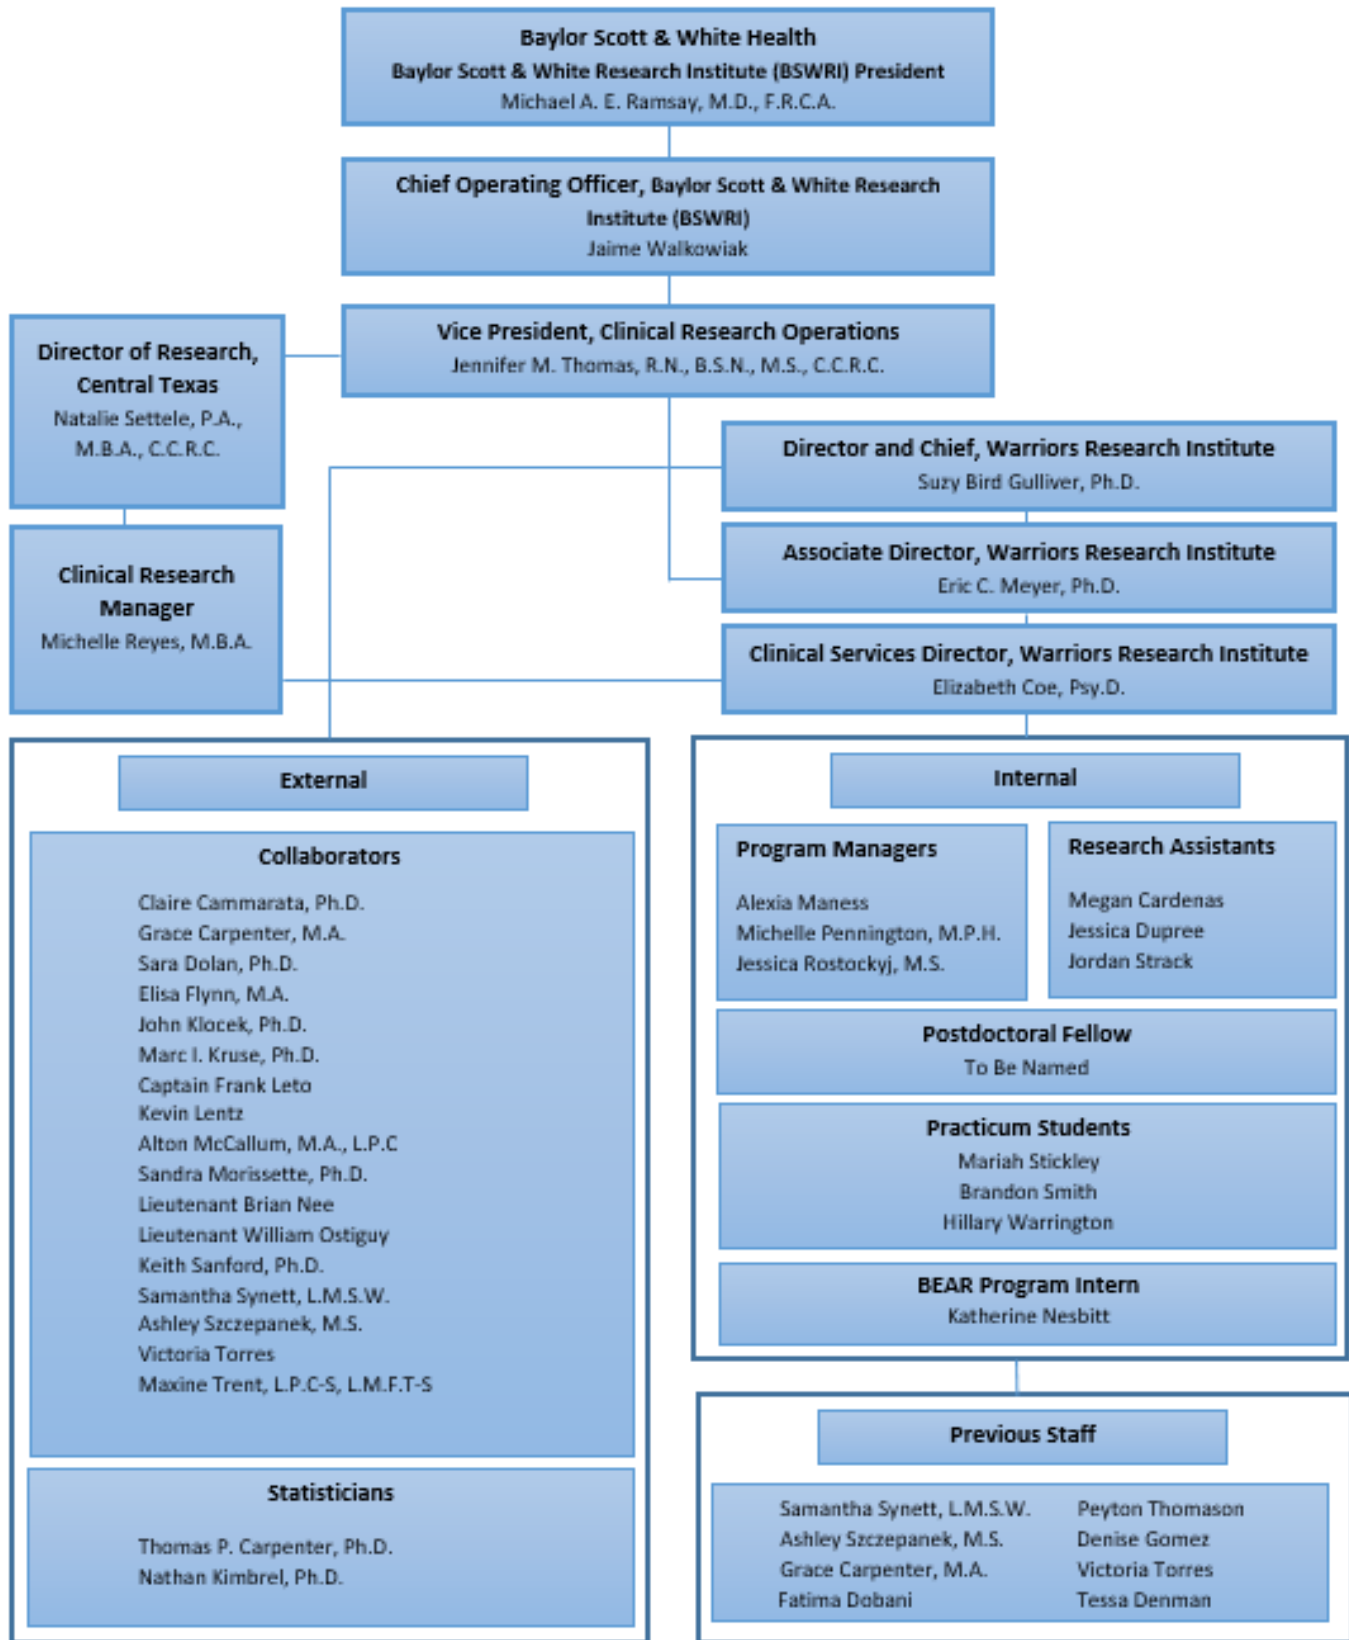 Baylor Scott & White Health
Baylor Scott & White Research Institute (BSWRI) President
Michael A. E. Ramsay, M.D., F.R.C.A.
Chief Operating Officer, Baylor Scott & White Research
Institute (BSWRI)
Jaime Walkowiak
Vice President, Clinical Research Operations
Jennifer M. Thomas, R.N., B.S.N., M.S., C.C.R.C.
Director of Research,
Central Texas
Natalie Settele, P.A.,
M.B.A., C.C.R.C.
Director and Chief, Warriors Research Institute
Suzy Bird Gulliver, Ph.D.
Associate Director, Warriors Research Institute
Eric C. Meyer, Ph.D.
Clinical Research
Manager
Michelle Reyes, M.B.A.
Clinical Services Director, Warriors Research Institute
Elizabeth Coe, Psy.D.
External
Collaborators
Claire Cammarata, Ph.D.
Grace Carpenter, M.A.
Sara Dolan, Ph.D.
Elisa Flynn, M.A.
John Klocek, Ph.D.
Marc I. Kruse, Ph.D.
Captain Frank Leto
Kevin Lentz
Alton McCallum, M.A., L.P.C
Sandra Morissette, Ph.D.
Lieutenant Brian Nee
Lieutenant William Ostiguy
Keith Sanford, Ph.D.
Samantha Synett, L.M.S.W.
Ashley Szczepanek, M.S.
Victoria Torres
Maxine Trent, L.P.C-S, L.M.F.T-S
Statisticians
Thomas P. Carpenter, Ph.D.
Nathan Kimbrel, Ph.D.
Internal
Program Managers
Alexia Maness
Michelle Pennington, M.P.H.
Jessica Rostockyj, M.S.
Research Assistants
Megan Cardenas
Jessica Dupree
Jordan Strack
Postdoctoral Fellow
To Be Named
Practicum Students
Mariah Stickley
Brandon Smith
Hillary Warrington
BEAR Program Intern
Katherine Nesbitt
Previous Staff
Samantha Synett, L.M.S.W.
Ashley Szczepanek, M.S.
Grace Carpenter, M.A.
Fatima Dobani
Peyton Thomason
Denise Gomez
Victoria Torres
Tessa Denman